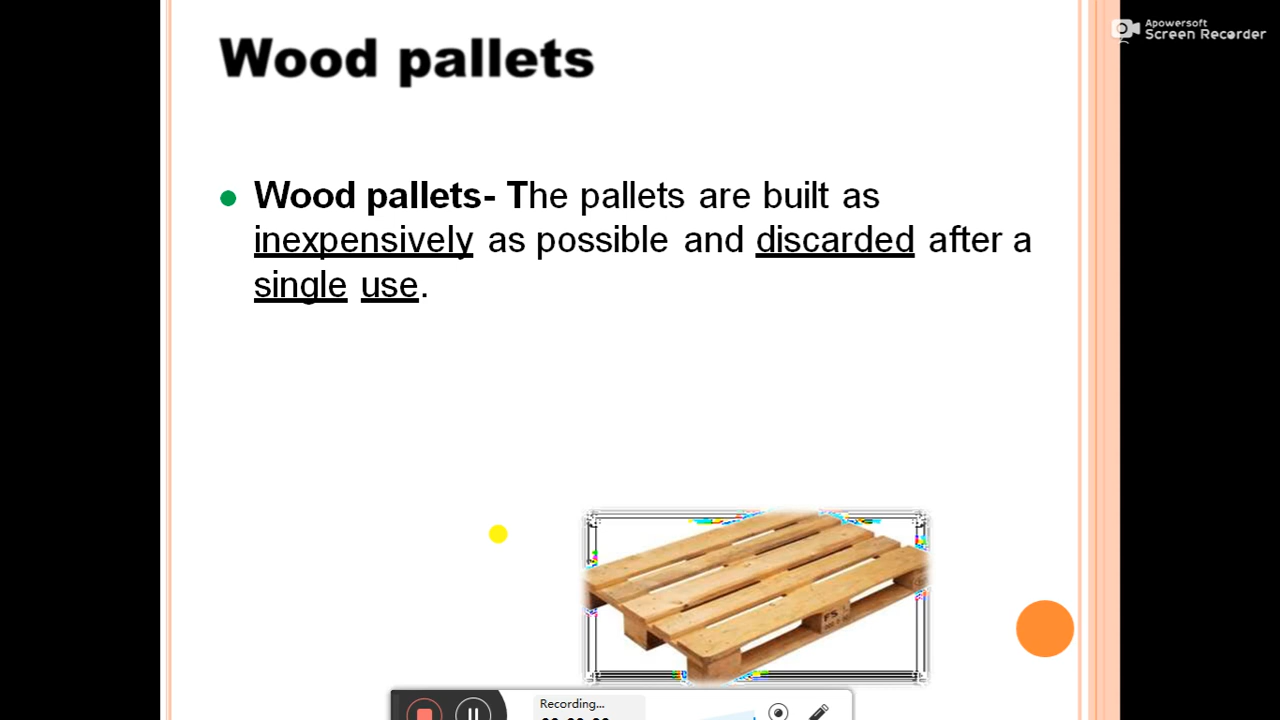 Apowersoft
Screen Recorder
Wood pallets
Wood pallets- The pallets are built as
inexpensively as possible and discarded after a
single use.
Recording...